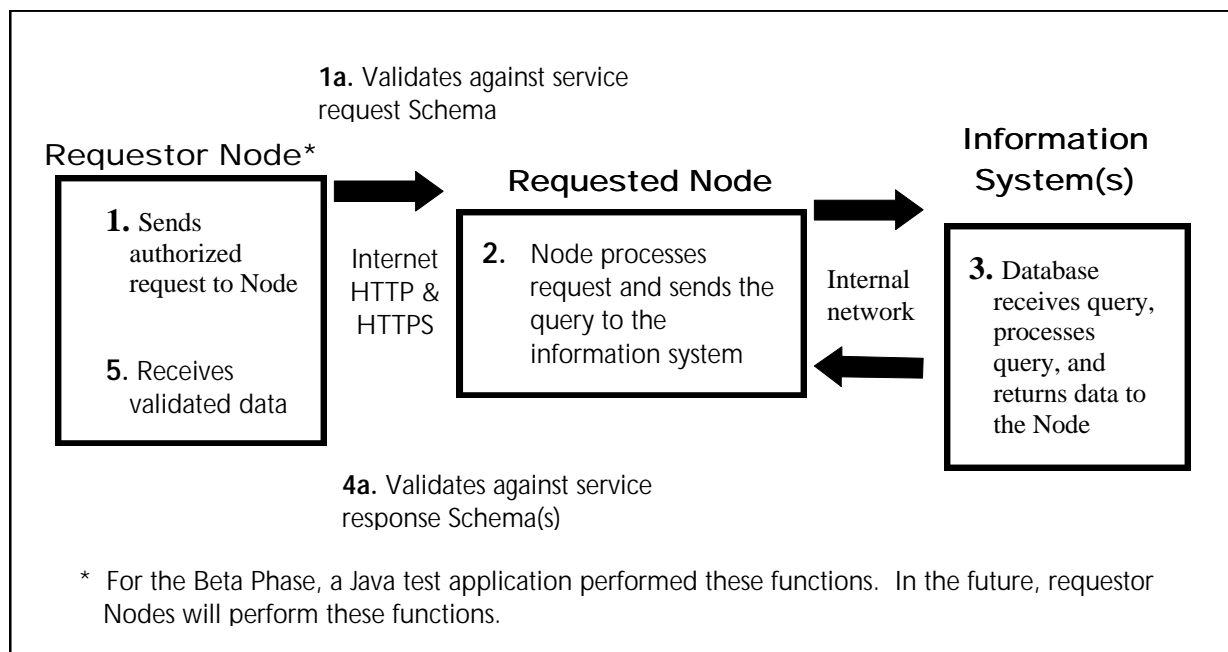 1a. Validates against service
request Schema
Requestor Node*
1. Sends
authorized
request to Node
5. Receives
validated data
Internet
HTTP &
HTTPS
Requested Node
2. Node processes
request and sends the
query to the
information system
Internal
network
Information
System(s)
3. Database
receives query,
processes
query, and
returns data to
the Node
4a. Validates against service
response Schema(s)
* For the Beta Phase, a Java test application performed these functions. In the future, requestor
Nodes will perform these functions.